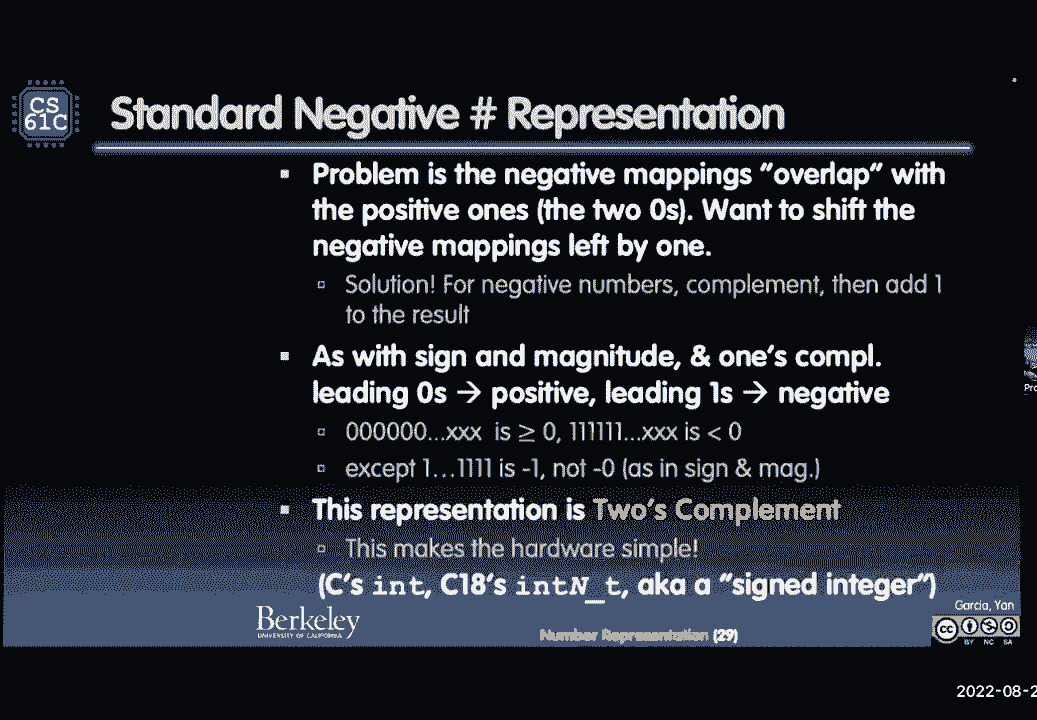 CS
61C
Standard Negative # Representation
▪ Problem is the negative mappings “overlap” with
the positive ones (the two 0s). Want to shift the
negative mappings left by one.
▫ Solution! For negative numbers, complement, then add 1
to the result
▪ As with sign and magnitude, & one’s compl.
leading 0s → positive, leading 1s → negative
▫ 000000...xxx is ≥ 0, 111111...xxx is < 0
▫ except 1…1111 is -1, not -0 (as in sign & mag.)
▪ This representation is Two’s Complement
▫ This makes the hardware simple!
(C’s int, C18’s intN_t, aka a “signed integer”)
Berkeley
UNIVERSITY OF CALIFORNIA
Number Representation (29)
Garcia, Yan
cc
BY NC SA
2022-08-2